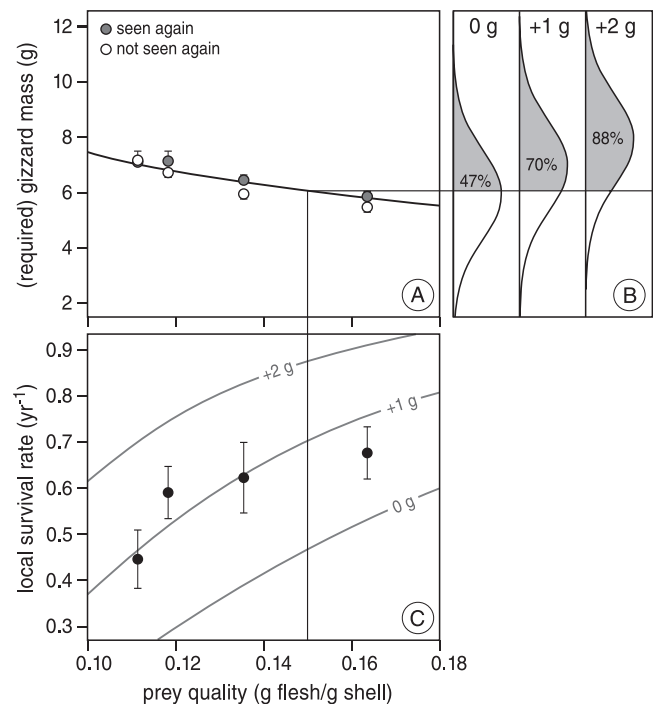 12
10
8
6
4
2
(required) gizzard mass (g)
seen again
not seen again
A
0 g
+1 g
+2 g
47%
70%
88%
B
0.9
0.8
0.7
0.6
0.5
0.4
0.3
local survival rate (yr-1)
+2 g
+1 g
0 g
C
0.10
0.12
0.14
0.16
0.18
prey quality (g flesh/g shell)